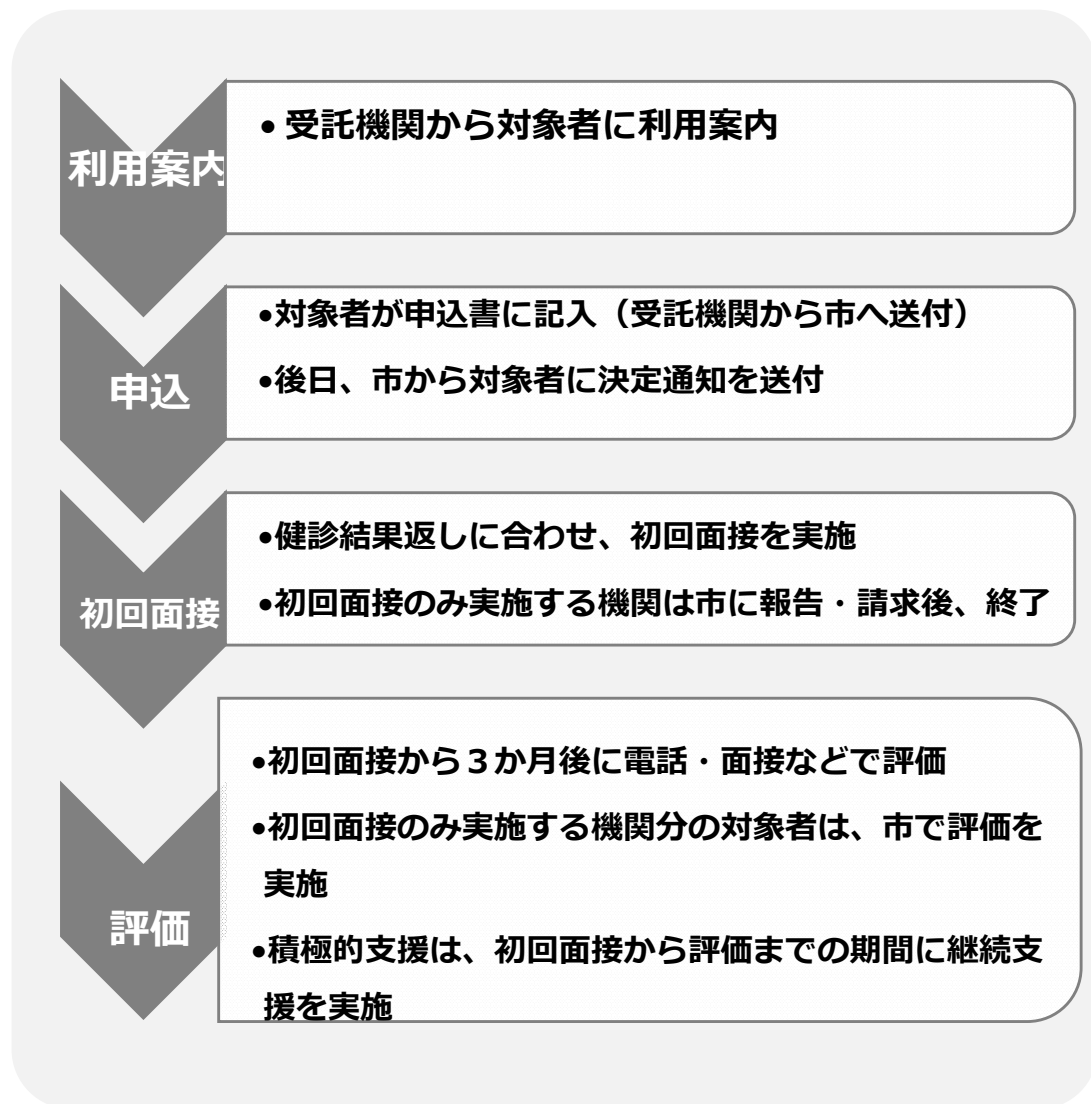 利用案内
•受託機関から対象者に利用案内
申込
•対象者が申込書に記入（受託機関から市へ送付）
•後日、市から対象者に決定通知を送付
初回面接
•健診結果返しに合わせ、初回面接を実施
•初回面接のみ実施する機関は市に報告・請求後、終了
評価
•初回面接から３か月後に電話・面接などで評価
•初回面接のみ実施する機関分の対象者は、市で評価を
実施
•積極的支援は、初回面接から評価までの期間に継続支
援を実施